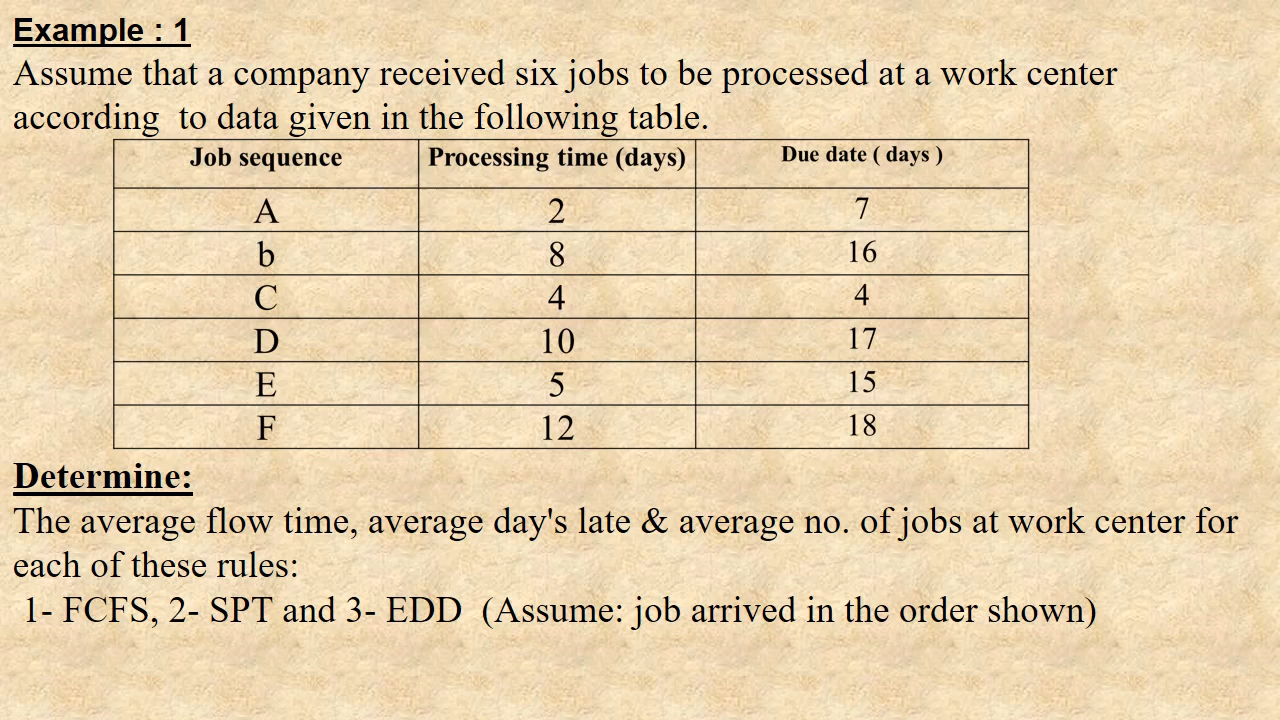 Example : 1
Assume that a company received six jobs to be processed at a work center
according to data given in the following table.
Job sequence Processing time (days) Due date ( days )
A 2 7
b 8 16
C 4 4
D 10 17
E 5 15
F 12 18
Determine:
The average flow time, average day's late & average no. of jobs at work center for
each of these rules:
1- FCFS, 2- SPT and 3- EDD (Assume: job arrived in the order shown)